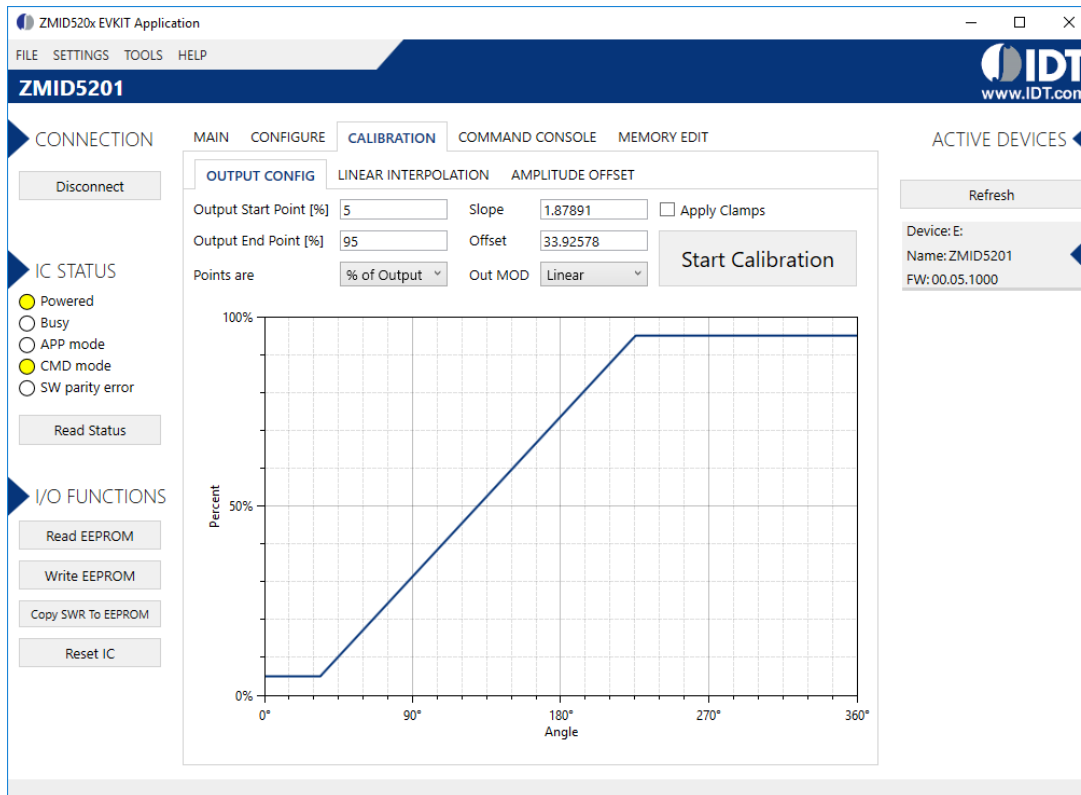 ZMID520x EVKIT Application
FILE SETTINGS TOOLS HELP
ZMID5201
IDT
www.IDT.com
CONNECTION
Disconnect
IC STATUS
Powered
Busy
APP mode
CMD mode
SW parity error
Read Status
I/O FUNCTIONS
Read EEPROM
Write EEPROM
Copy SWR To EEPROM
Reset IC
MAIN CONFIGURE CALIBRATION COMMAND CONSOLE MEMORY EDIT
OUTPUT CONFIG LINEAR INTERPOLATION AMPLITUDE OFFSET
Output Start Point [%] 5 Slope 1.87891 Apply Clamps
Output End Point [%] 95 Offset 33.92578
Points are % of Output Out MOD Linear
Start Calibration
100%
50%
0%
Percent
0° 90° 180° 270° 360°
Angle
ACTIVE DEVICES
Refresh
Device: E:
Name: ZMID5201
FW: 00.05.1000